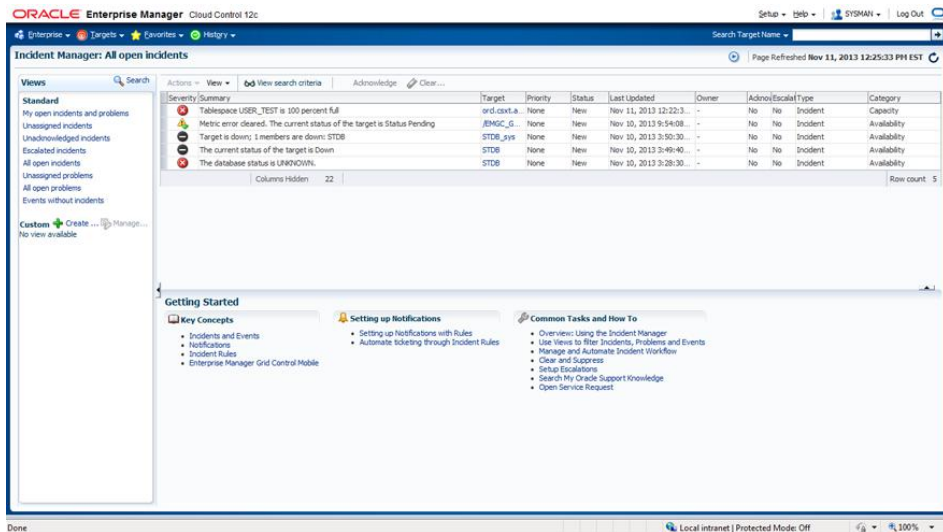 ORACLE Enterprise Manager Cloud Control 12c
Setup Help SYSMAN Log Out
Enterprise Targets Favorites History
Search Target Name
Incident Manager: All open incidents
Page Refreshed Nov 11, 2013 12:25:33 PM EST
Views Search
Standard
My open incidents and problems
Unassigned incidents
Unacknowledged incidents
Escalated incidents
All open incidents
Unassigned problems
All open problems
Events without incidents
Custom Create ... Manage...
No view available
Actions View View search criteria Acknowledge Clear...
Severity Summary Target Priority Status Last Updated Owner Acknov Escalat Type Category
Tablespace USER_TEST is 100 percent full ord.csxt.a None New Nov 11, 2013 12:22:3... - No No Incident Capacity
Metric error cleared. The current status of the target is Status Pending /EMGC_G... None New Nov 10, 2013 9:54:08... - No No Incident Availability
Target is down; 1 members are down: STDB STDB_sys None New Nov 10, 2013 3:50:30... - No No Incident Availability
The current status of the target is Down STDB None New Nov 10, 2013 3:49:40... - No No Incident Availability
The database status is UNKNOWN. STDB None New Nov 10, 2013 3:28:30... - No No Incident Availability
Columns Hidden 22 Row count 5
Getting Started
Key Concepts
Incidents and Events
Notifications
Incident Rules
Enterprise Manager Grid Control Mobile
Setting up Notifications
Setting up Notifications with Rules
Automate ticketing through Incident Rules
Common Tasks and How To
Overview: Using the Incident Manager
Use Views to filter Incidents, Problems and Events
Manage and Automate Incident Workflow
Clear and Suppress
Setup Escalations
Search My Oracle Support Knowledge
Open Service Request
Done Local intranet | Protected Mode: Off 100%